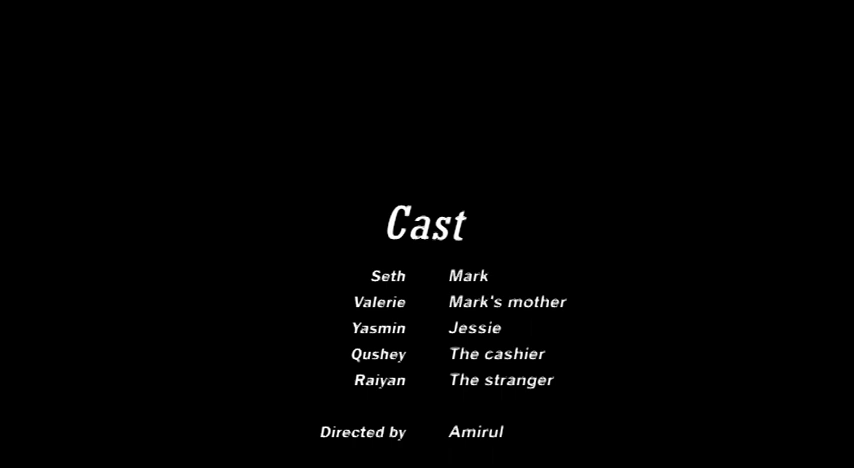 Cast
Seth Mark
Valerie Mark's mother
Yasmin Jessie
Qushey The cashier
Raiyan The stranger
Directed by Amirul